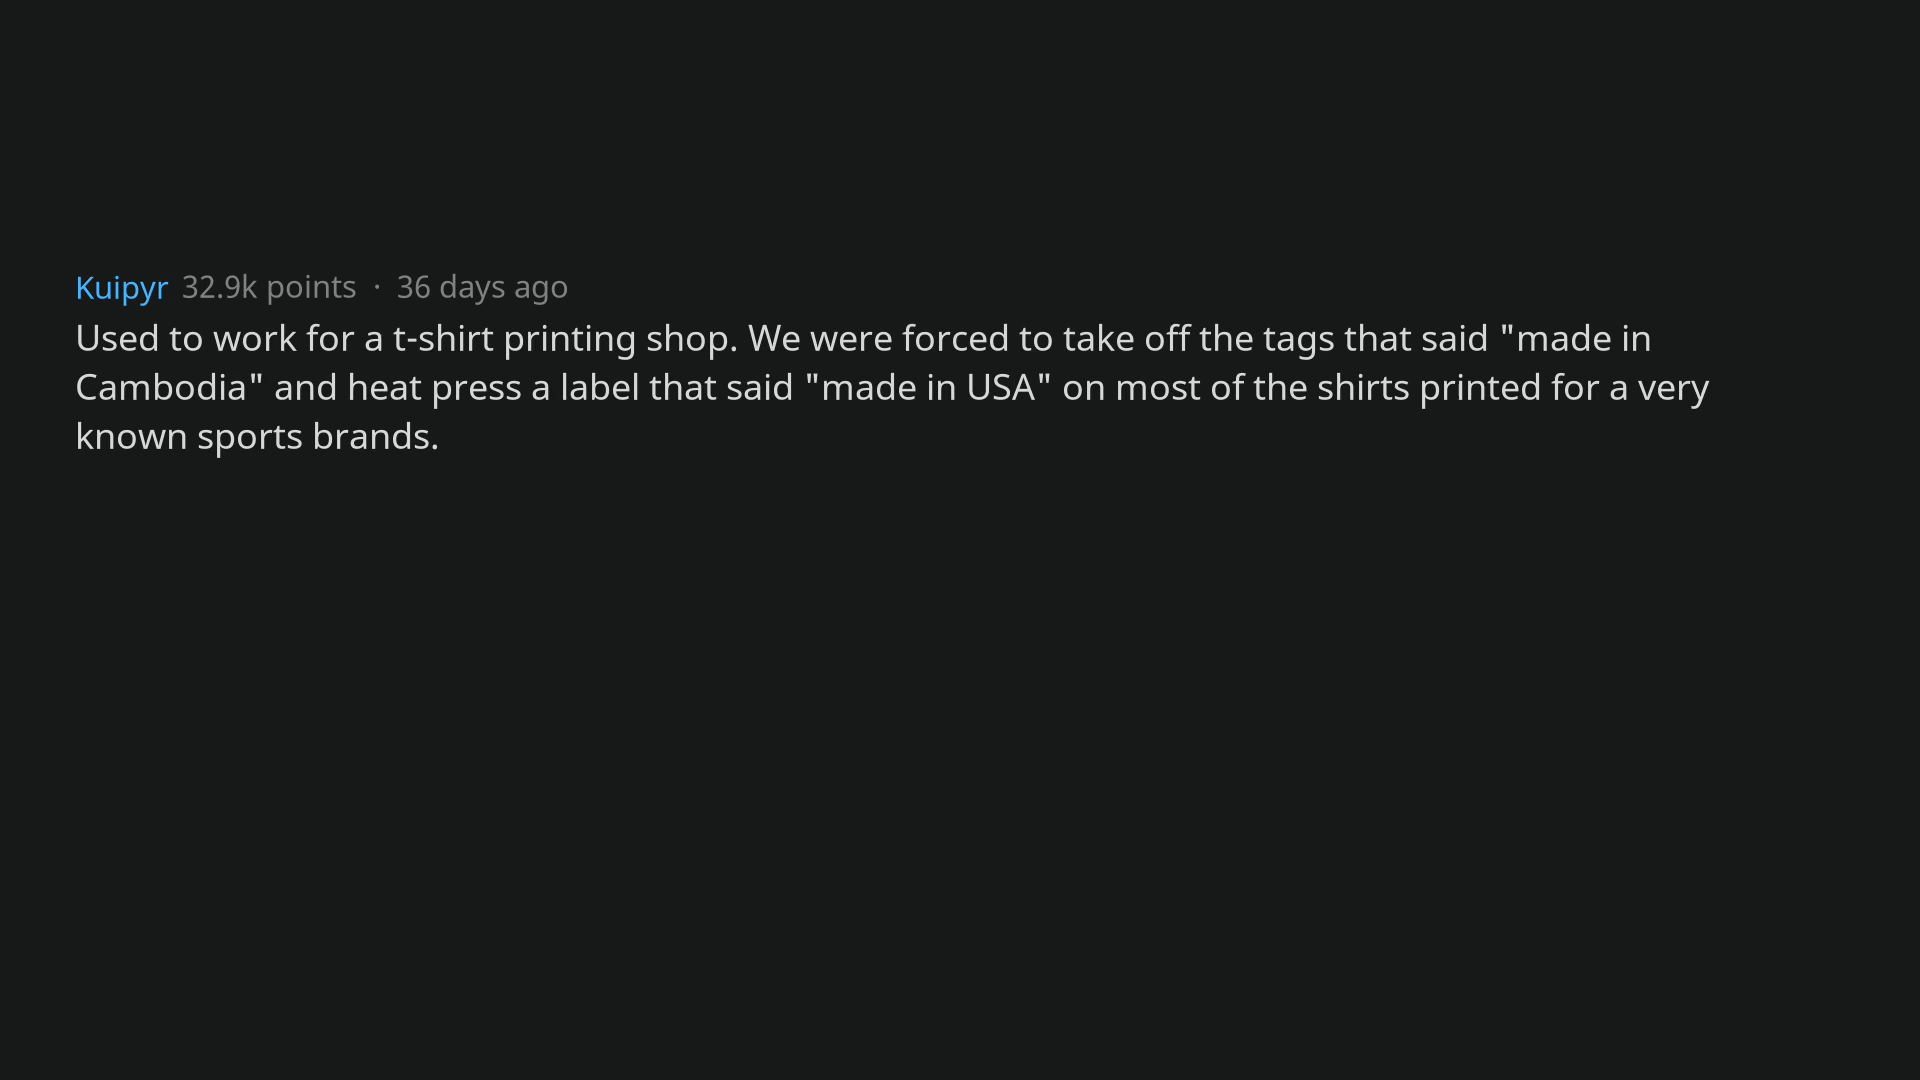 Kuipyr 32.9k points · 36 days ago
Used to work for a t-shirt printing shop. We were forced to take off the tags that said "made in
Cambodia" and heat press a label that said "made in USA" on most of the shirts printed for a very
known sports brands.